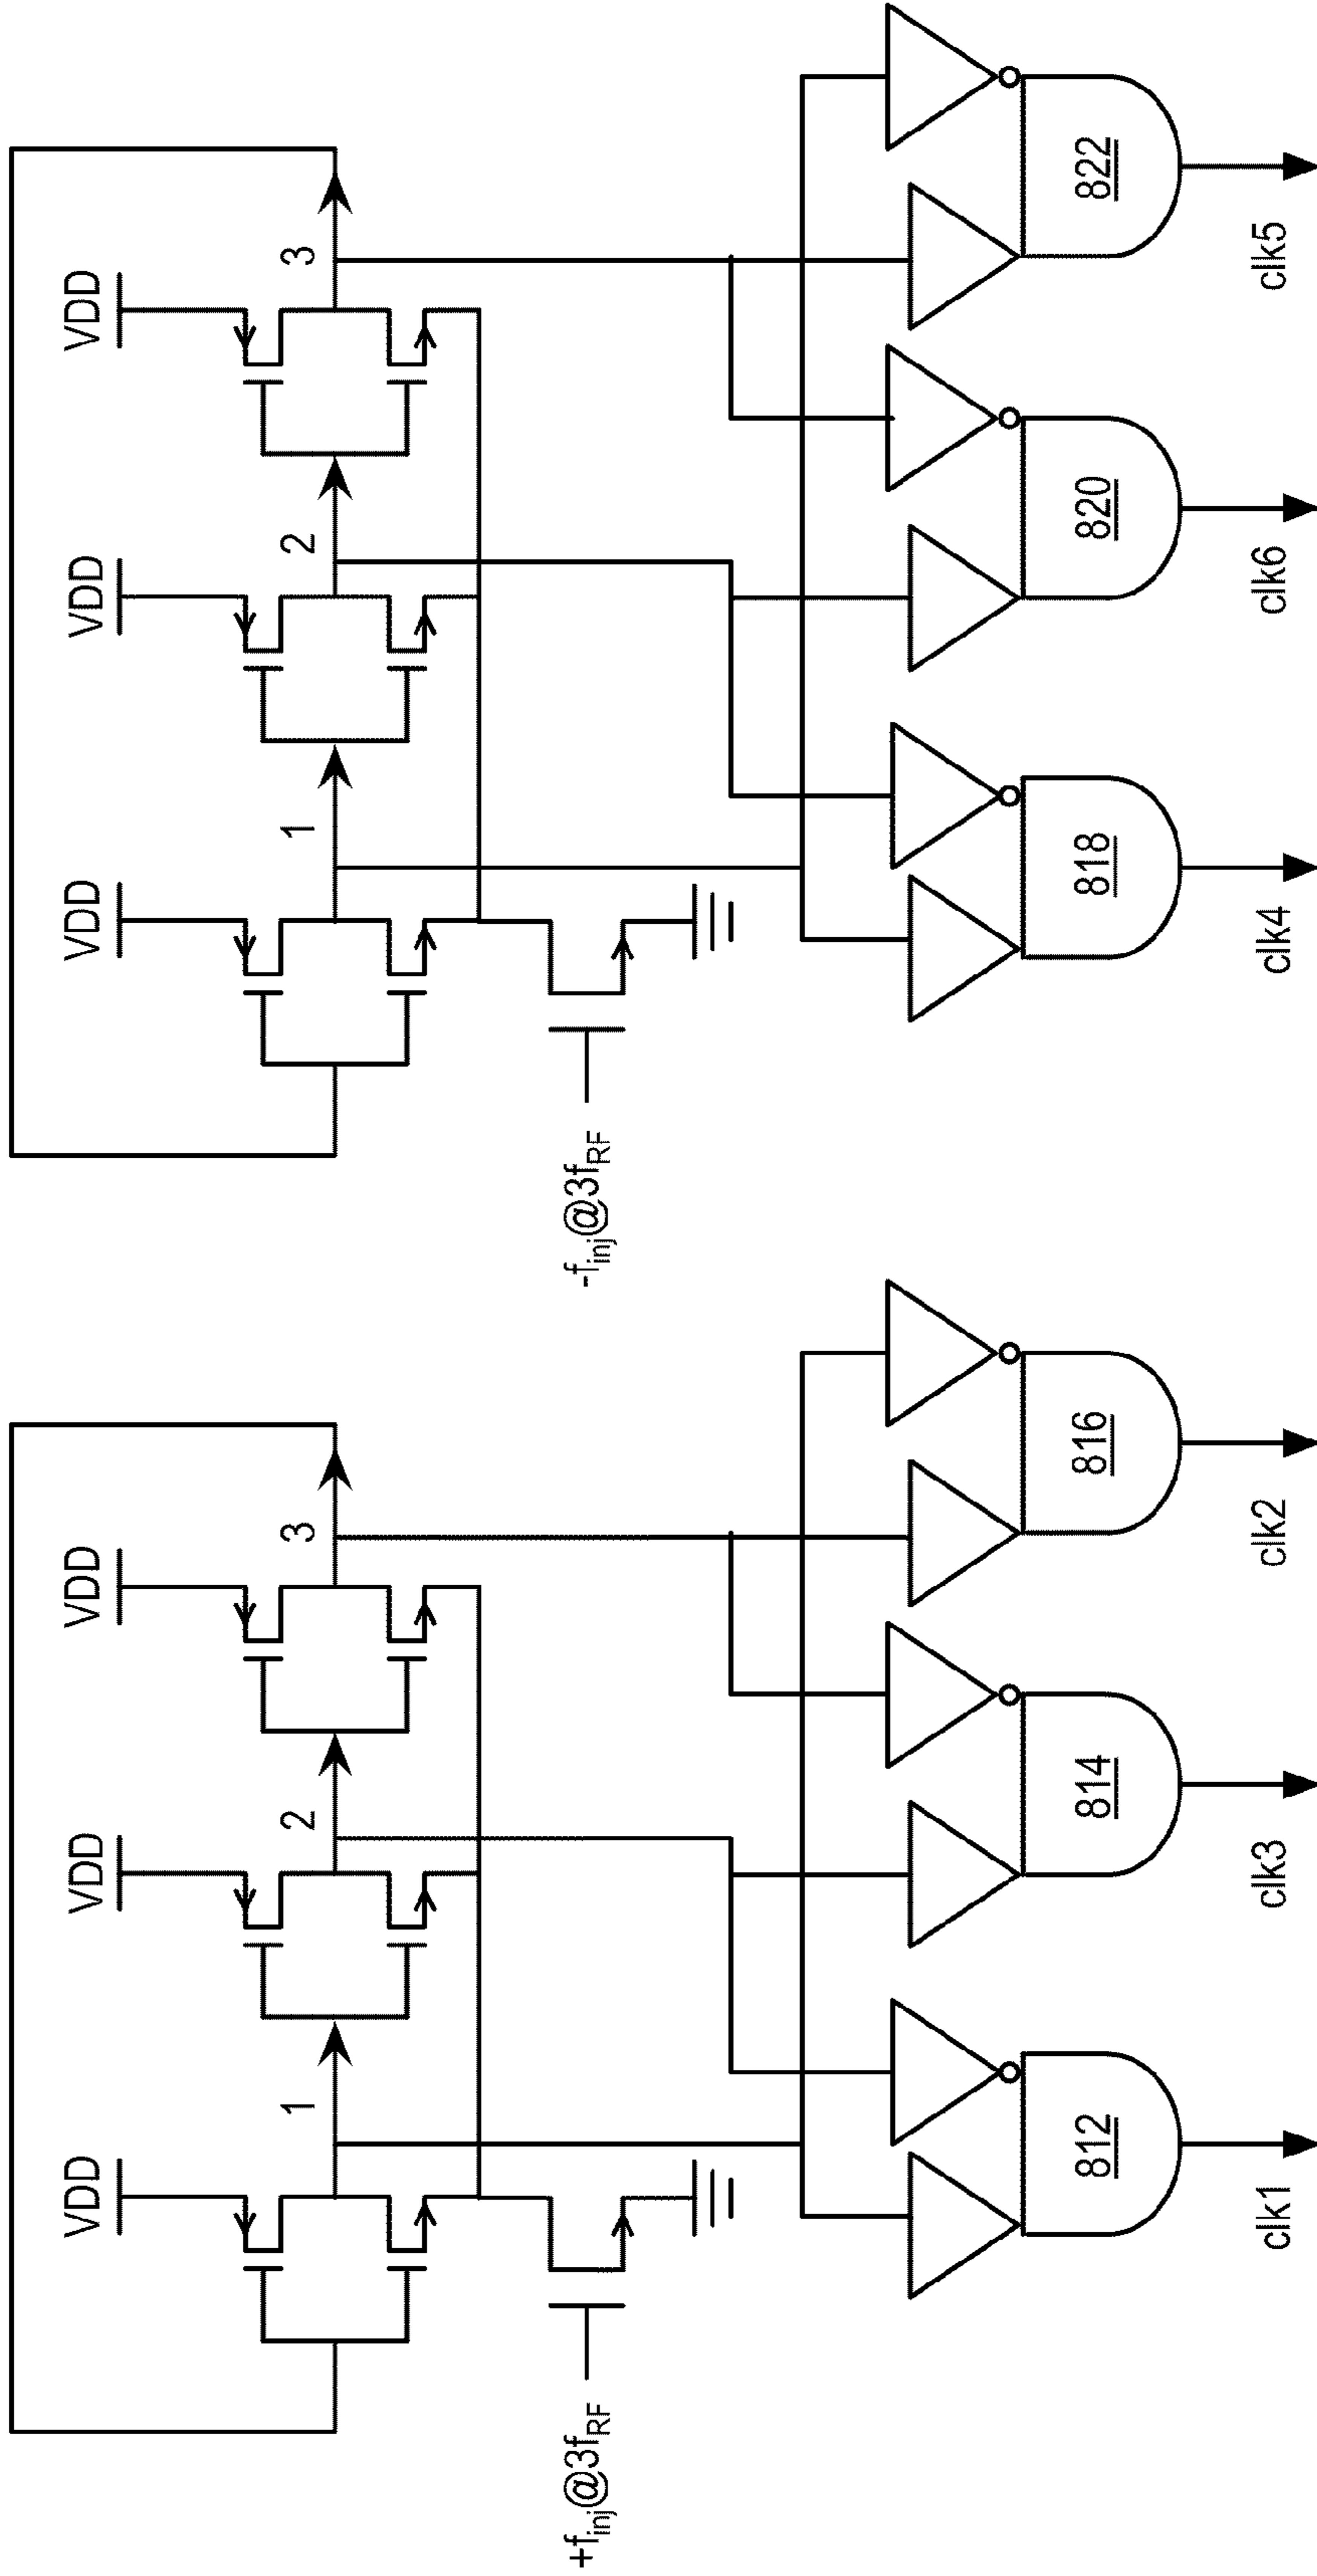 VDD VDD VDD VDD VDD VDD
1 2 3 1 2 3
+f_inj@3f_RF -f_inj@3f_RF
812 814 816 818 820 822
clk1 clk3 clk2 clk4 clk6 clk5